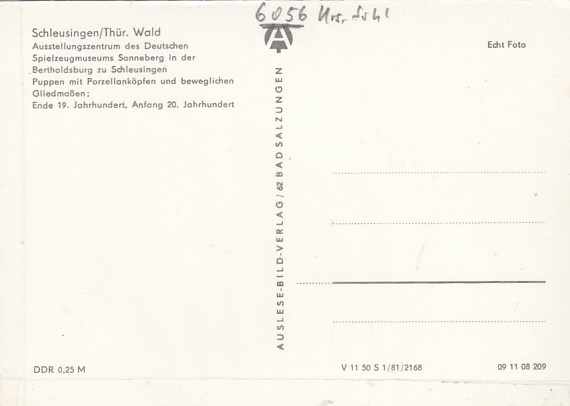 6056 Krs. Suhl
Schleusingen/Thür. Wald
Ausstellungszentrum des Deutschen
Spielzeugmuseums Sonneberg in der
Bertholdsburg zu Schleusingen
Puppen mit Porzellanköpfen und beweglichen
Gliedmaßen;
Ende 19. Jahrhundert, Anfang 20. Jahrhundert
Echt Foto
AUSLESE-BILD-VERLAG/62 BAD SALZUNGEN
DDR 0,25 M
V 11 50 S 1/81/2168
09 11 08 209